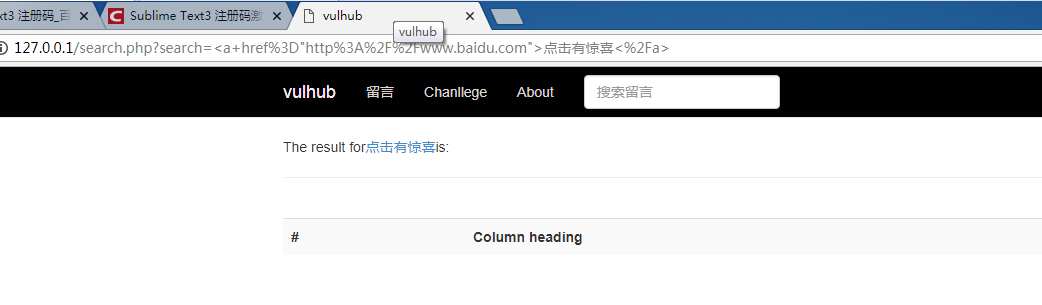 xt3 注册码_百
Sublime Text3 注册码激
vulhub
vulhub
127.0.0.1/search.php?search=<a+href%3D"http%3A%2F%2Fwww.baidu.com">点击有惊喜<%2Fa>
vulhub 留言 Chanllege About 搜索留言
The result for点击有惊喜is:
# Column heading